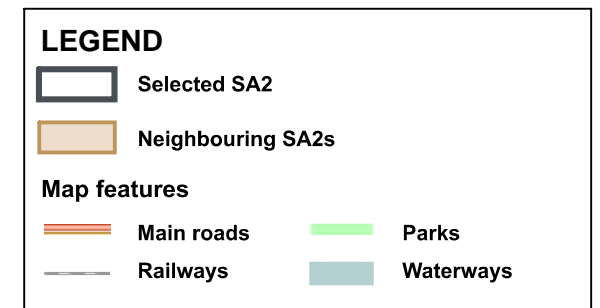 LEGEND
Selected SA2
Neighbouring SA2s
Map features
Main roads
Parks
Railways
Waterways